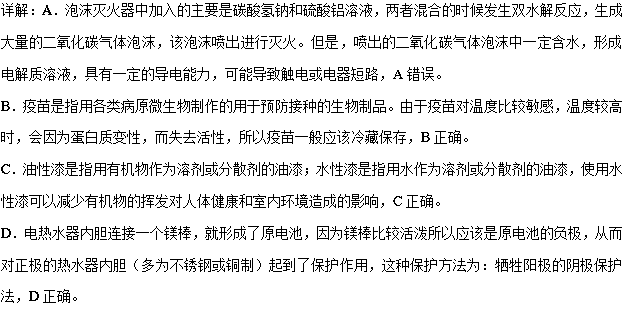 详解：A．泡沫灭火器中加入的主要是碳酸氢钠和硫酸铝溶液，两者混合的时候发生双水解反应，生成
大量的二氧化碳气体泡沫，该泡沫喷出进行灭火。但是，喷出的二氧化碳气体泡沫中一定含水，形成
电解质溶液，具有一定的导电能力，可能导致触电或电器短路，A 错误。
B．疫苗是指用各类病原微生物制作的用于预防接种的生物制品。由于疫苗对温度比较敏感，温度较高
时，会因为蛋白质变性，而失去活性，所以疫苗一般应该冷藏保存，B 正确。
C．油性漆是指用有机物作为溶剂或分散剂的油漆；水性漆是指用水作为溶剂或分散剂的油漆，使用水
性漆可以减少有机物的挥发对人体健康和室内环境造成的影响，C 正确。
D．电热水器内胆连接一个镁棒，就形成了原电池，因为镁棒比较活泼所以应该是原电池的负极，从而
对正极的热水器内胆（多为不锈钢或铜制）起到了保护作用，这种保护方法为：牺牲阳极的阴极保护
法，D 正确。